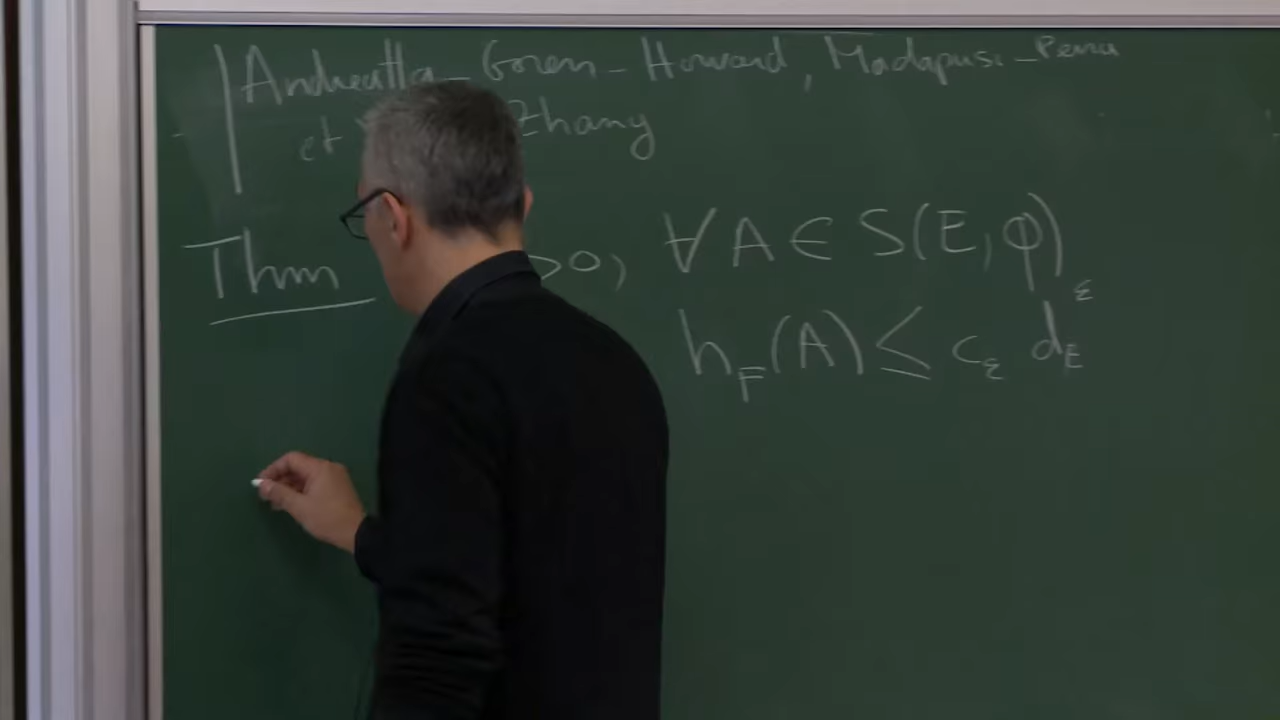 Andreatta - Goren - Howard, Madapusi - Pera
et Zhang
Thm >0, ∀ A ∈ S(E, φ)
h_F(A) ≤ c_ε d_E^ε